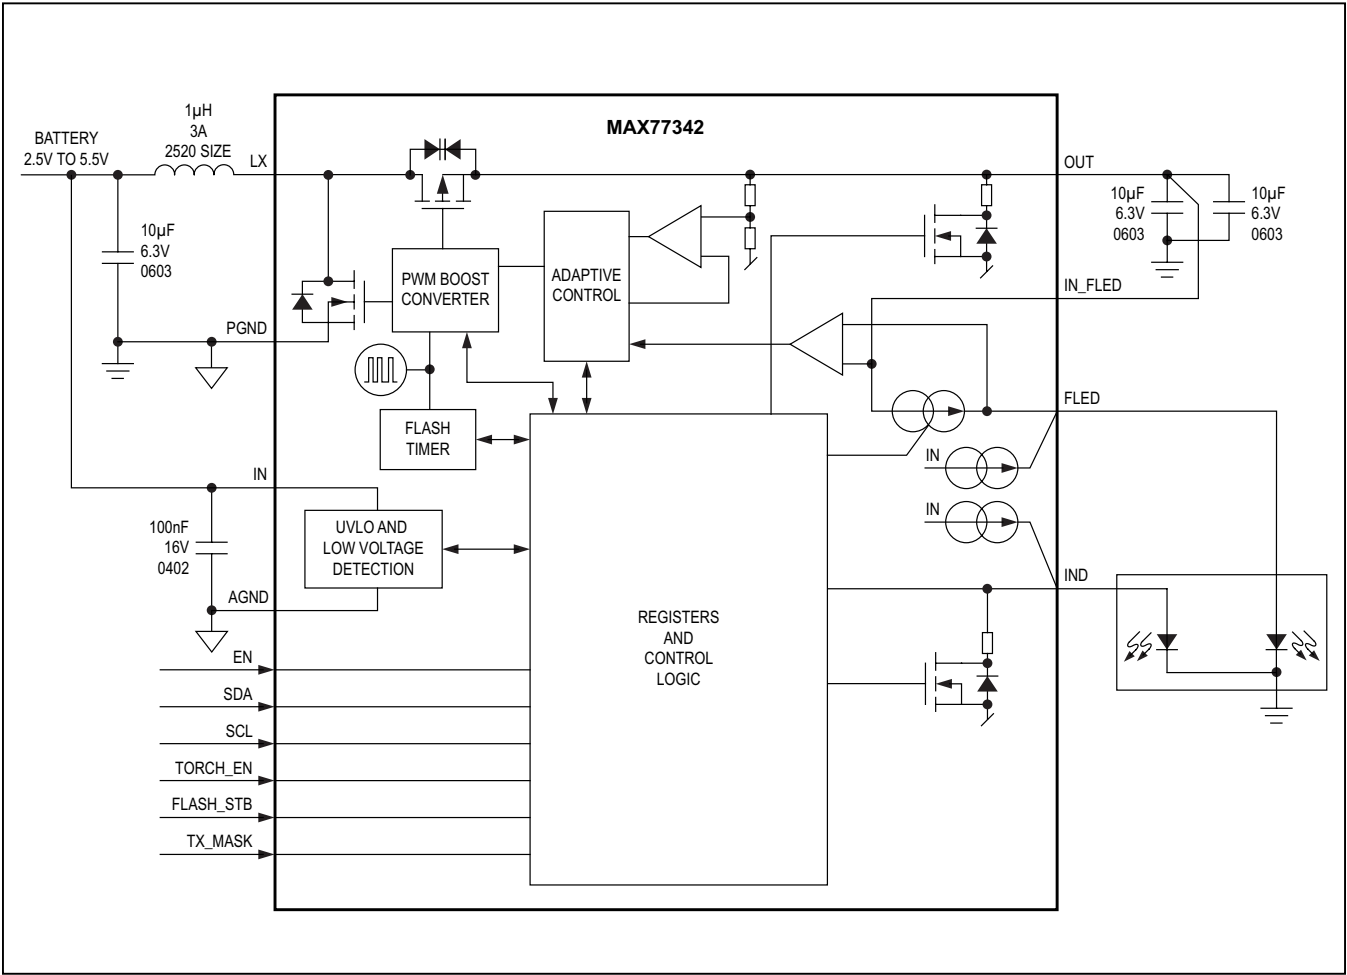 MAX77342
1µH
3A
2520 SIZE
BATTERY
2.5V TO 5.5V
LX
10µF
6.3V
0603
PGND
IN
100nF
16V
0402
AGND
EN
SDA
SCL
TORCH_EN
FLASH_STB
TX_MASK
PWM BOOST
CONVERTER
ADAPTIVE
CONTROL
FLASH
TIMER
UVLO AND
LOW VOLTAGE
DETECTION
REGISTERS
AND
CONTROL
LOGIC
IN
IN
OUT
10µF
6.3V
0603
10µF
6.3V
0603
IN_FLED
FLED
IND